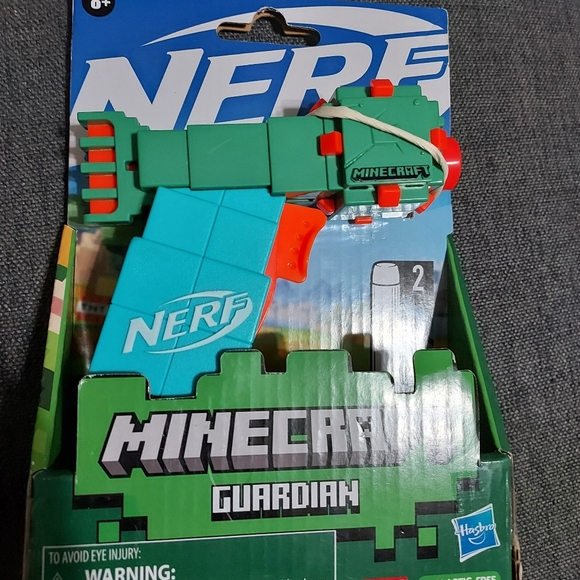 8+
NERF
MINECRAFT
2
NERF
MINECRAFT
GUARDIAN
Hasbro
TO AVOID EYE INJURY:
WARNING: